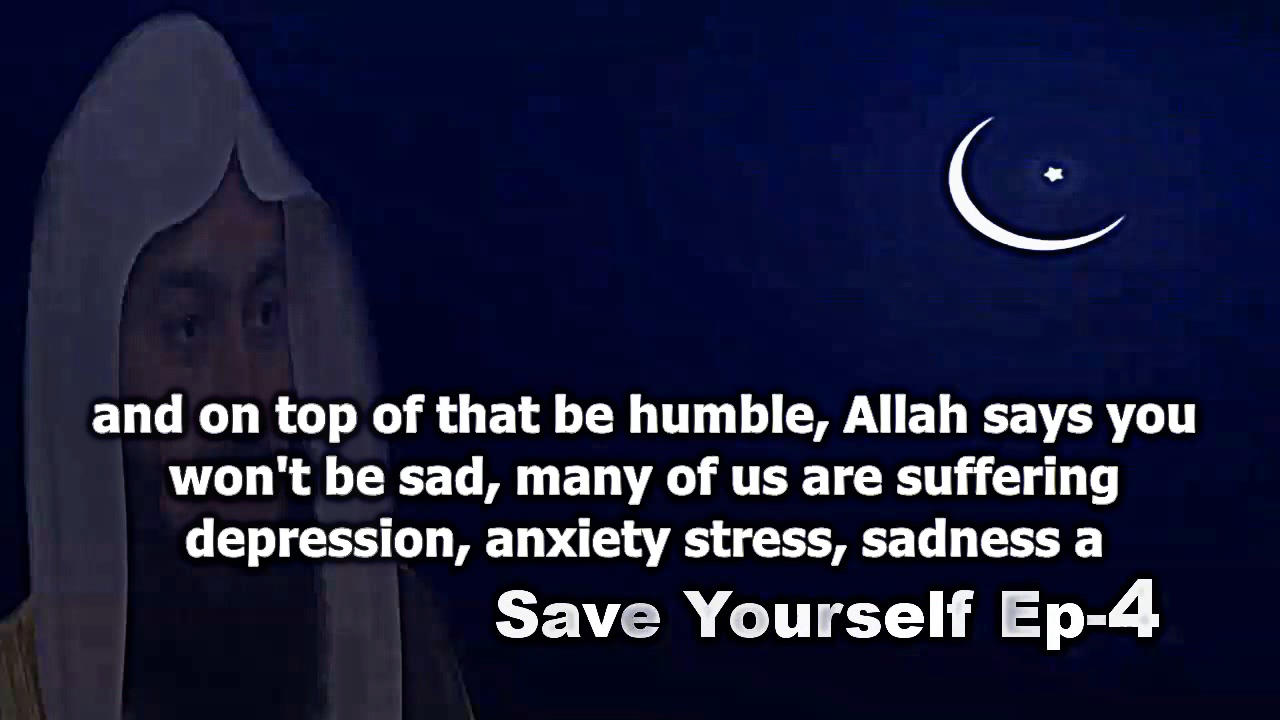 and on top of that be humble, Allah says you
won't be sad, many of us are suffering
depression, anxiety stress, sadness a
Save Yourself Ep-4